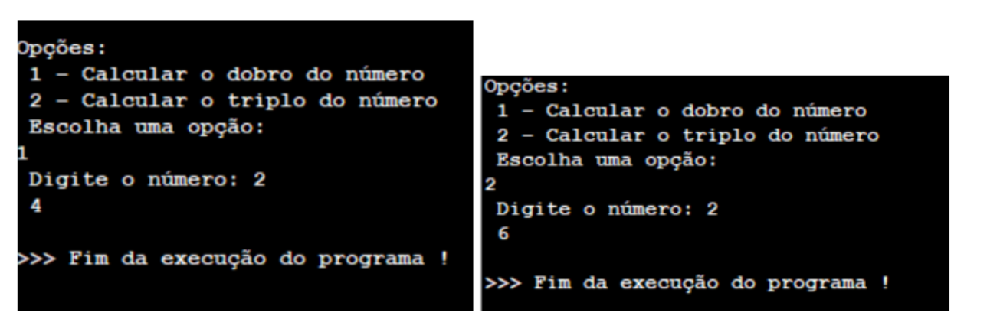 Opções:
1 - Calcular o dobro do número
2 - Calcular o triplo do número
Escolha uma opção:
1
Digite o número: 2
4
>>> Fim da execução do programa !
Opções:
1 - Calcular o dobro do número
2 - Calcular o triplo do número
Escolha uma opção:
2
Digite o número: 2
6
>>> Fim da execução do programa !